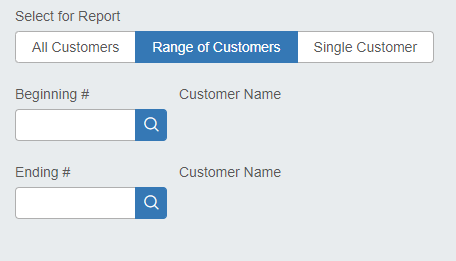 Select for Report
All Customers Range of Customers Single Customer
Beginning # Customer Name
Ending # Customer Name